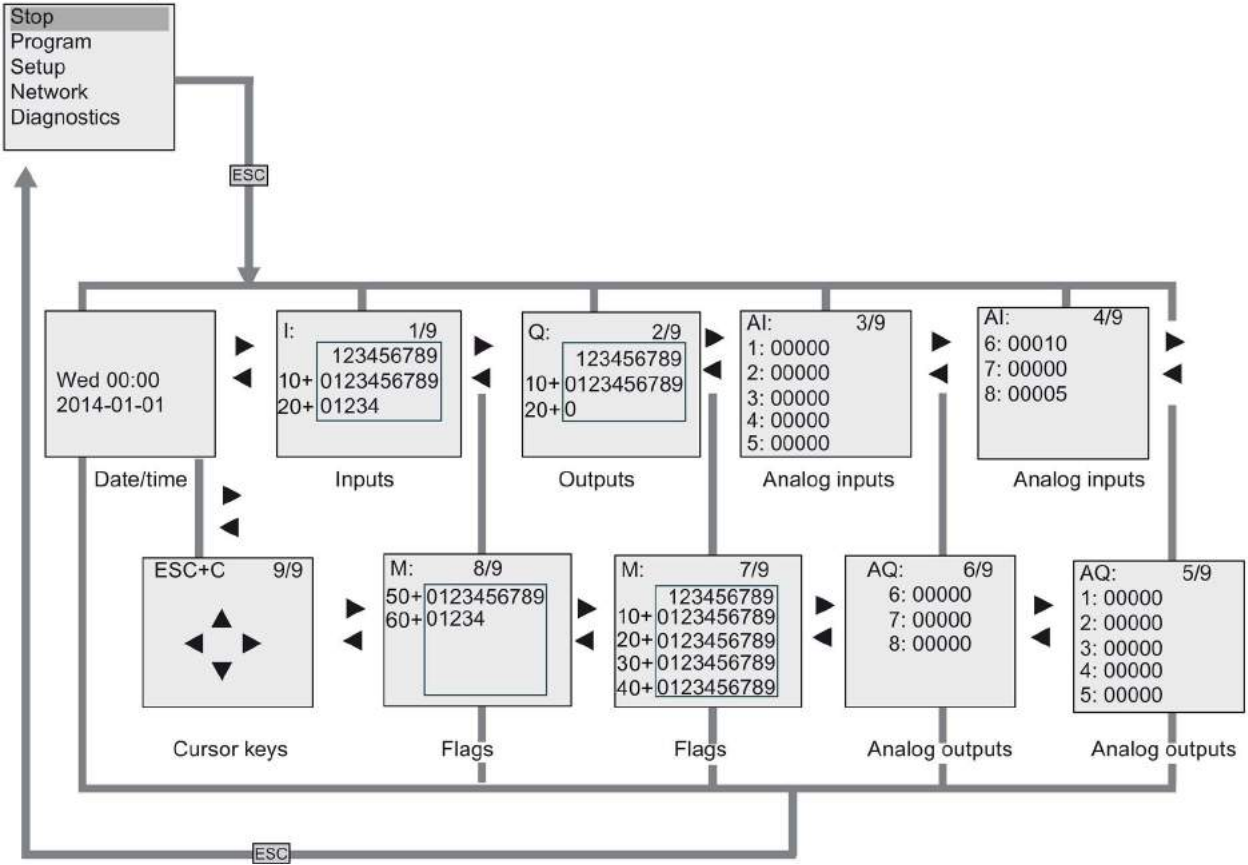 Stop
Program
Setup
Network
Diagnostics
ESC
Wed 00:00
2014-01-01
Date/time
I: 1/9
123456789
10+ 0123456789
20+ 01234
Inputs
Q: 2/9
123456789
10+ 0123456789
20+ 0
Outputs
AI: 3/9
1: 00000
2: 00000
3: 00000
4: 00000
5: 00000
Analog inputs
AI: 4/9
6: 00010
7: 00000
8: 00005
Analog inputs
ESC+C 9/9
Cursor keys
M: 8/9
50+ 0123456789
60+ 01234
Flags
M: 7/9
123456789
10+ 0123456789
20+ 0123456789
30+ 0123456789
40+ 0123456789
Flags
AQ: 6/9
6: 00000
7: 00000
8: 00000
Analog outputs
AQ: 5/9
1: 00000
2: 00000
3: 00000
4: 00000
5: 00000
Analog outputs
ESC